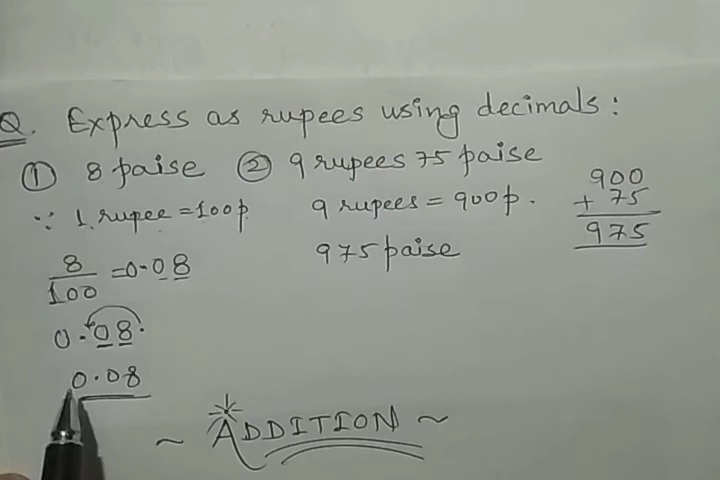 Q. Express as rupees using decimals:
① 8 paise ② 9 rupees 75 paise
∵ 1 rupee = 100p
8/100 = 0.08
0.08.
0.08
9 rupees = 900p.
975 paise
900
+ 75
975
~ ADDITION ~